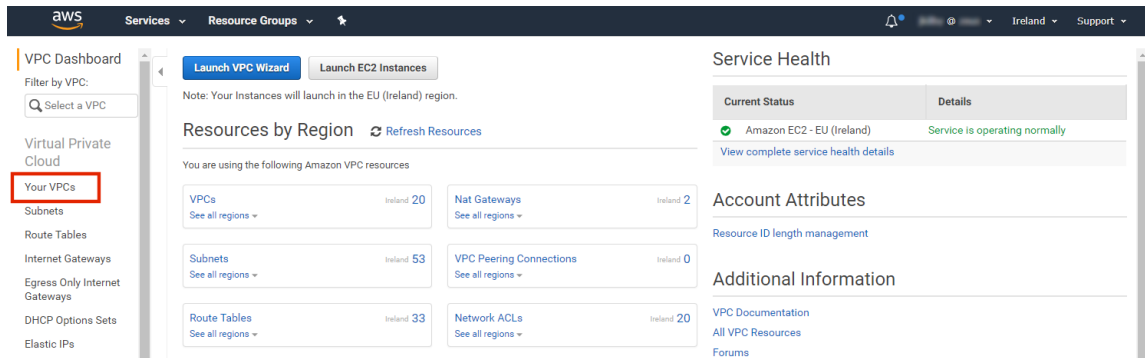 aws Services Resource Groups @ Ireland Support
VPC Dashboard
Filter by VPC:
Select a VPC
Virtual Private
Cloud
Your VPCs
Subnets
Route Tables
Internet Gateways
Egress Only Internet
Gateways
DHCP Options Sets
Elastic IPs
Launch VPC Wizard Launch EC2 Instances
Note: Your Instances will launch in the EU (Ireland) region.
Resources by Region Refresh Resources
You are using the following Amazon VPC resources
VPCs Ireland 20
See all regions
Nat Gateways Ireland 2
See all regions
Subnets Ireland 53
See all regions
VPC Peering Connections Ireland 0
See all regions
Route Tables Ireland 33
See all regions
Network ACLs Ireland 20
See all regions
Service Health
Current Status Details
Amazon EC2 - EU (Ireland) Service is operating normally
View complete service health details
Account Attributes
Resource ID length management
Additional Information
VPC Documentation
All VPC Resources
Forums